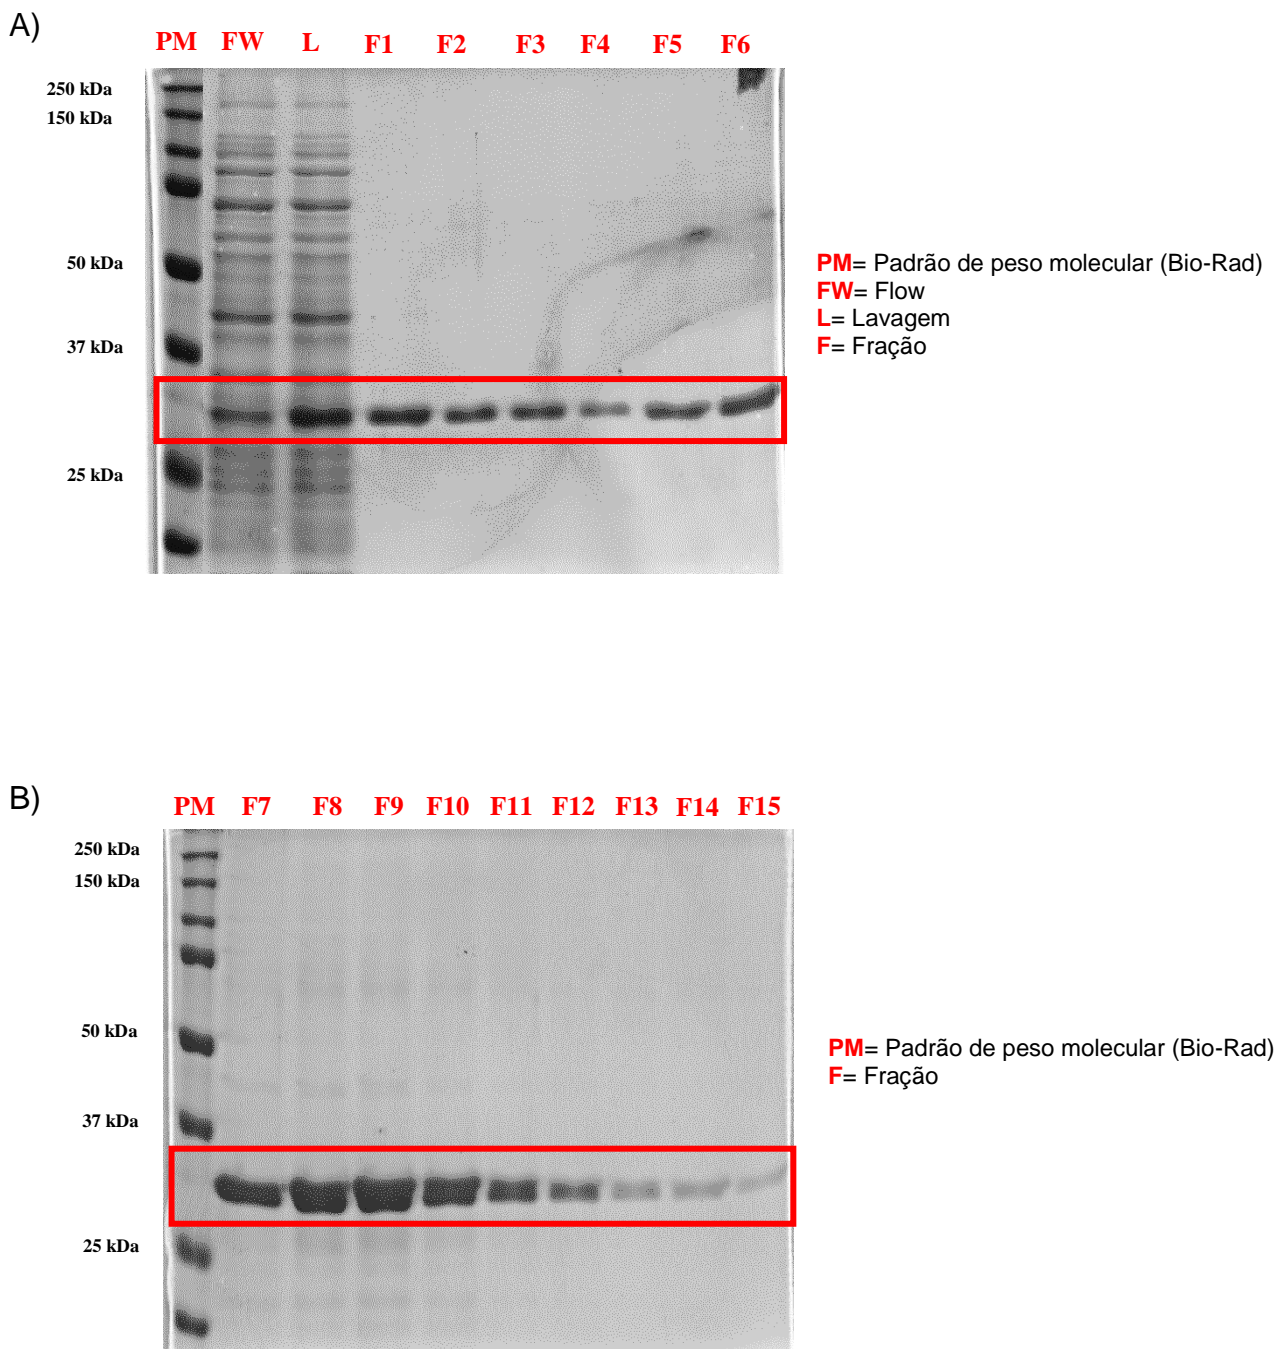 A)
PM FW L F1 F2 F3 F4 F5 F6
250 kDa
150 kDa
50 kDa
37 kDa
25 kDa
PM= Padrão de peso molecular (Bio-Rad)
FW= Flow
L= Lavagem
F= Fração
B)
PM F7 F8 F9 F10 F11 F12 F13 F14 F15
250 kDa
150 kDa
50 kDa
37 kDa
25 kDa
PM= Padrão de peso molecular (Bio-Rad)
F= Fração